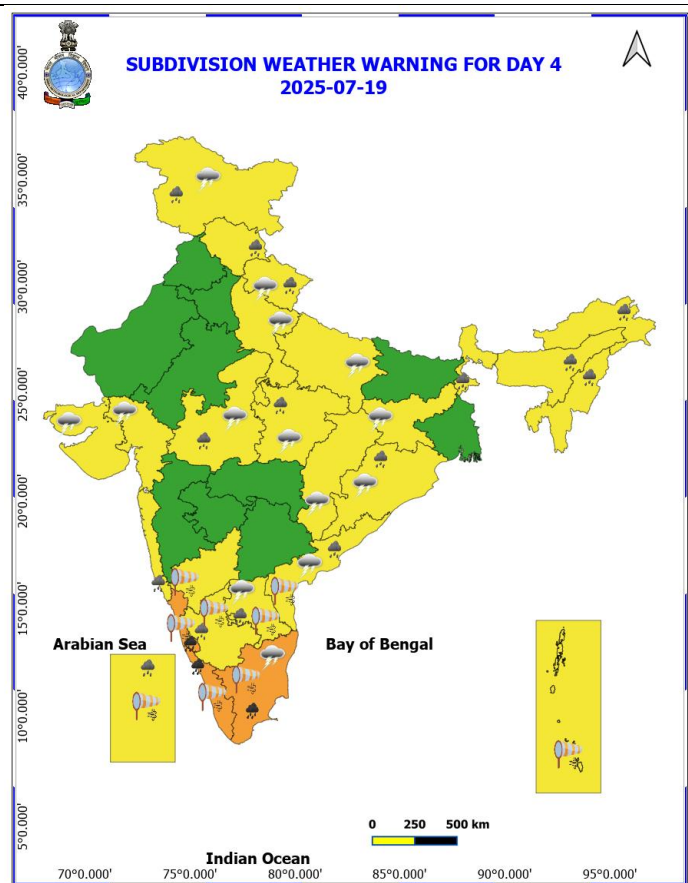 SUBDIVISION WEATHER WARNING FOR DAY 4
2025-07-19
40°0.000'
35°0.000'
30°0.000'
25°0.000'
20°0.000'
15°0.000'
10°0.000'
5°0.000'
Arabian Sea
Bay of Bengal
0 250 500 km
Indian Ocean
70°0.000' 75°0.000' 80°0.000' 85°0.000' 90°0.000' 95°0.000'